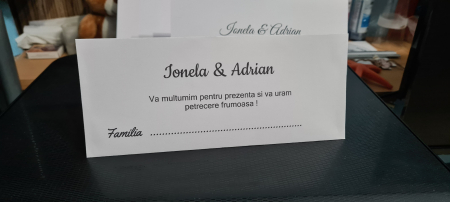 Ionela & Adrian
Ionela & Adrian
Va multumim pentru prezenta si va uram
petrecere frumoasa !
Familia ......................................................